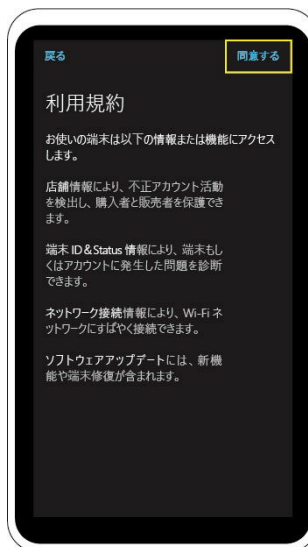 戻る 同意する
利用規約
お使いの端末は以下の情報または機能にアクセス
します。
店舗情報により、不正アカウント活動
を検出し、購入者と販売者を保護でき
ます。
端末 ID＆Status 情報により、端末もし
くはアカウントに発生した問題を診断
できます。
ネットワーク接続情報により、Wi-Fi ネ
ットワークにすばやく接続できます。
ソフトウェアアップデートには、新機
能や端末修復が含まれます。